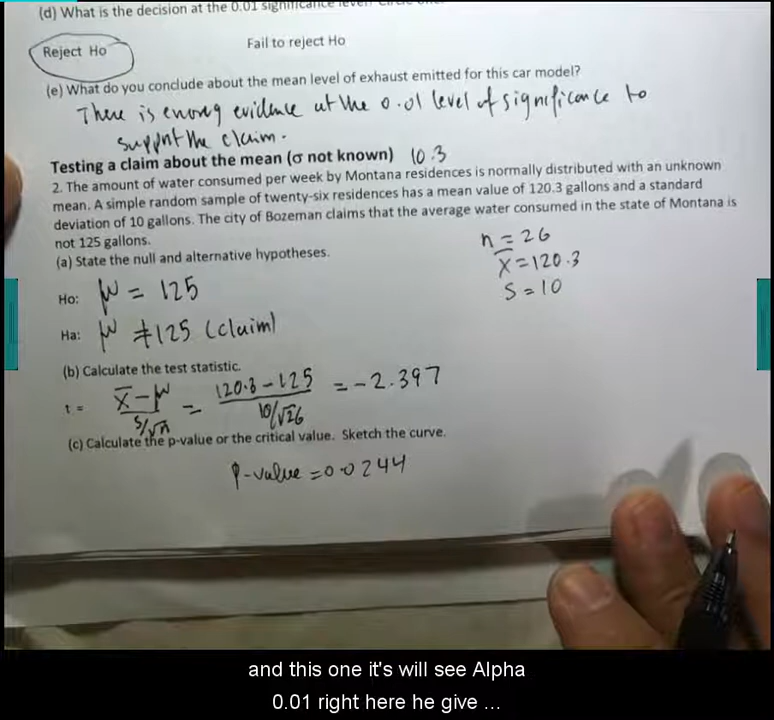 (d) What is the decision at the 0.01 significance level?
Reject Ho Fail to reject Ho
(e) What do you conclude about the mean level of exhaust emitted for this car model?
There is enoug evidence at the 0.01 level of significance to
support the claim.
Testing a claim about the mean (σ not known) 10.3
2. The amount of water consumed per week by Montana residences is normally distributed with an unknown
mean. A simple random sample of twenty-six residences has a mean value of 120.3 gallons and a standard
deviation of 10 gallons. The city of Bozeman claims that the average water consumed in the state of Montana is
not 125 gallons.
n = 26
(a) State the null and alternative hypotheses.
x̅ = 120.3
s = 10
Ho: μ = 125
Ha: μ ≠ 125 (claim)
(b) Calculate the test statistic.
t = x̅ - μ / s/√n = 120.3 - 125 / 10/√26 = -2.397
(c) Calculate the p-value or the critical value. Sketch the curve.
P-value = 0.0244
and this one it's will see Alpha
0.01 right here he give ...